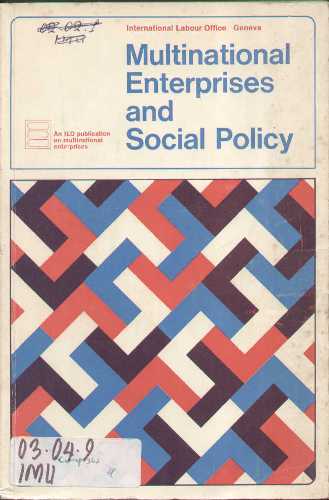 International Labour Office Geneva
Multinational
Enterprises
and
Social Policy
An ILO publication
on multinational
enterprises
03.04.9
IMU